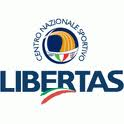 CENTRO NAZIONALE SPORTIVO
LIBERTAS